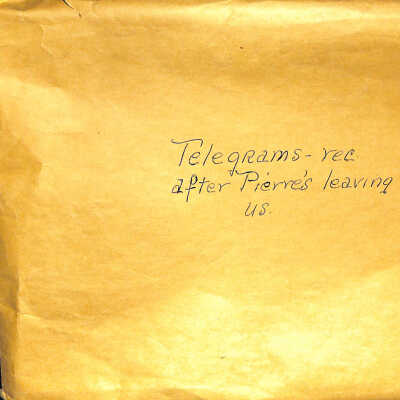 Telegrams - rec
after Pierre's leaving
us.